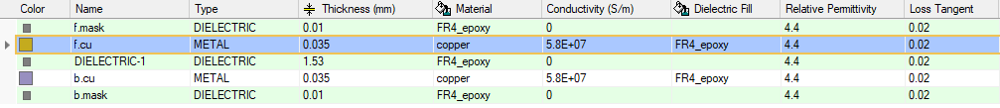 Color Name Type Thickness (mm) Material Conductivity (S/m) Dielectric Fill Relative Permittivity Loss Tangent
f.mask DIELECTRIC 0.01 FR4_epoxy 0 4.4 0.02
f.cu METAL 0.035 copper 5.8E+07 FR4_epoxy 4.4 0.02
DIELECTRIC-1 DIELECTRIC 1.53 FR4_epoxy 0 4.4 0.02
b.cu METAL 0.035 copper 5.8E+07 FR4_epoxy 4.4 0.02
b.mask DIELECTRIC 0.01 FR4_epoxy 0 4.4 0.02